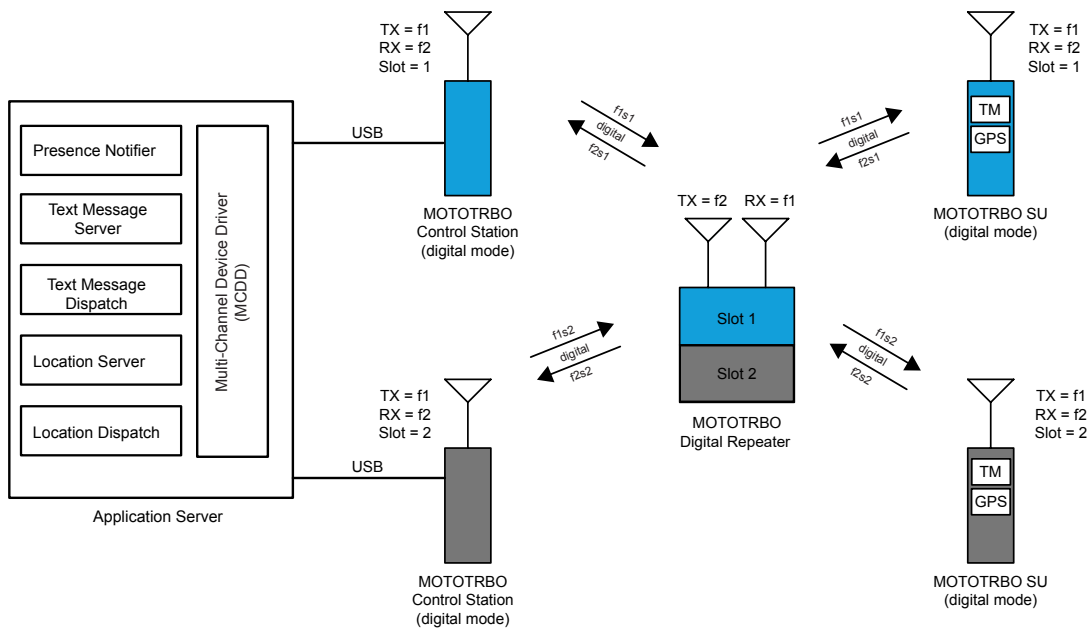 TX = f1
RX = f2
Slot = 1
TX = f1
RX = f2
Slot = 1
Presence Notifier
Text Message
Server
Text Message
Dispatch
Location Server
Location Dispatch
Multi-Channel Device Driver
(MCDD)
Application Server
USB
MOTOTRBO
Control Station
(digital mode)
f1s1
digital
f2s1
f1s1
digital
f2s1
TM
GPS
MOTOTRBO SU
(digital mode)
TX = f2
RX = f1
Slot 1
Slot 2
MOTOTRBO
Digital Repeater
f1s2
digital
f2s2
f1s2
digital
f2s2
TX = f1
RX = f2
Slot = 2
USB
MOTOTRBO
Control Station
(digital mode)
TX = f1
RX = f2
Slot = 2
TM
GPS
MOTOTRBO SU
(digital mode)